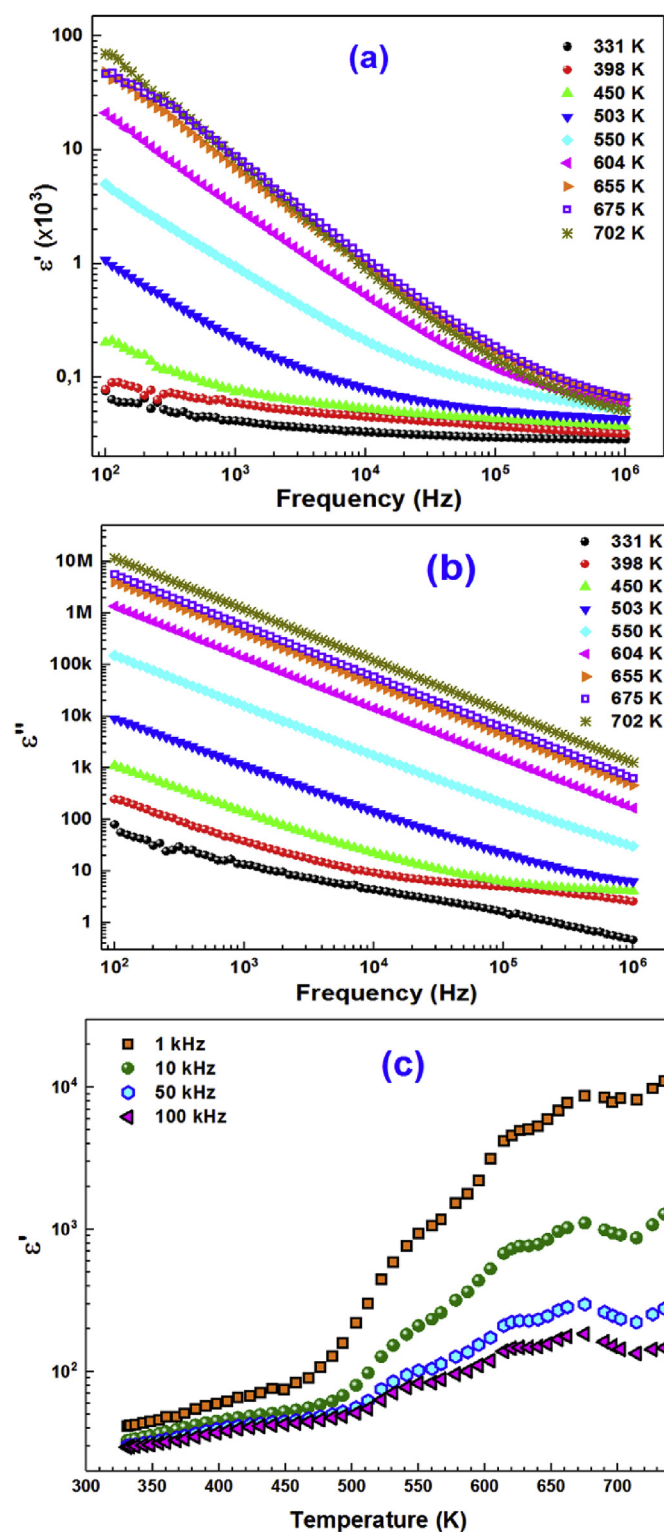 (a)
100
10
1
0,1
ε' (x10³)
331 K
398 K
450 K
503 K
550 K
604 K
655 K
675 K
702 K
10² 10³ 10⁴ 10⁵ 10⁶
Frequency (Hz)
(b)
10M
1M
100k
10k
1k
100
10
1
ε''
331 K
398 K
450 K
503 K
550 K
604 K
655 K
675 K
702 K
10² 10³ 10⁴ 10⁵ 10⁶
Frequency (Hz)
(c)
1 kHz
10 kHz
50 kHz
100 kHz
10⁴
10³
10²
ε'
300 350 400 450 500 550 600 650 700
Temperature (K)